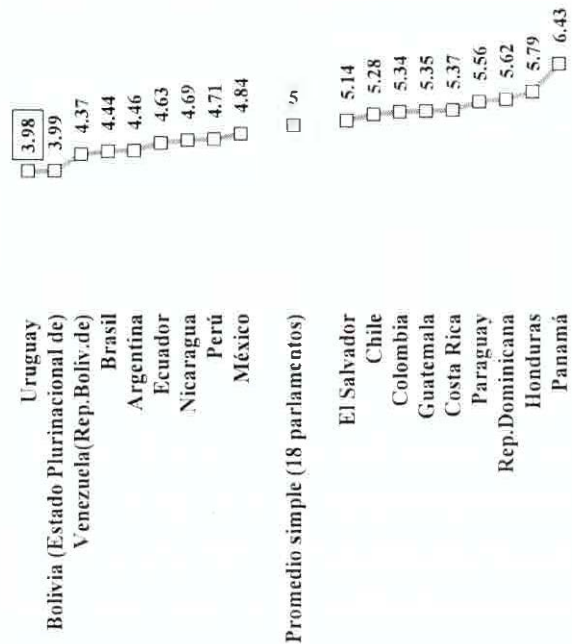 Uruguay 3.98
Bolivia (Estado Plurinacional de) 3.99
Venezuela(Rep.Boliv.de) 4.37
Brasil 4.44
Argentina 4.46
Ecuador 4.63
Nicaragua 4.69
Perú 4.71
México 4.84
Promedio simple (18 parlamentos) 5
El Salvador 5.14
Chile 5.28
Colombia 5.34
Guatemala 5.35
Costa Rica 5.37
Paraguay 5.56
Rep.Dominicana 5.62
Honduras 5.79
Panamá 6.43